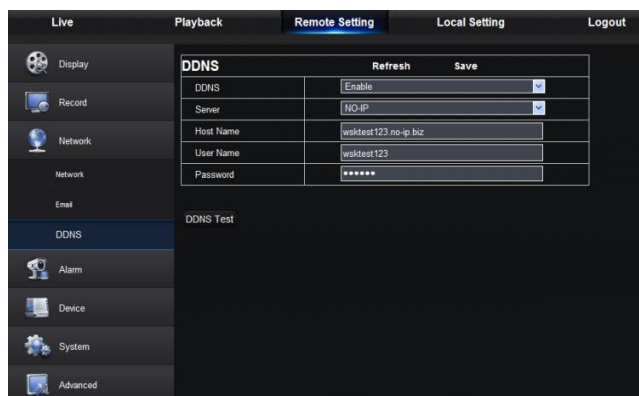 Live Playback Remote Setting Local Setting Logout
Display
Record
Network
Network
Email
DDNS
Alarm
Device
System
Advanced
DDNS Refresh Save
DDNS Enable
Server NO-IP
Host Name wsktest123.no-ip.biz
User Name wsktest123
Password ••••••
DDNS Test